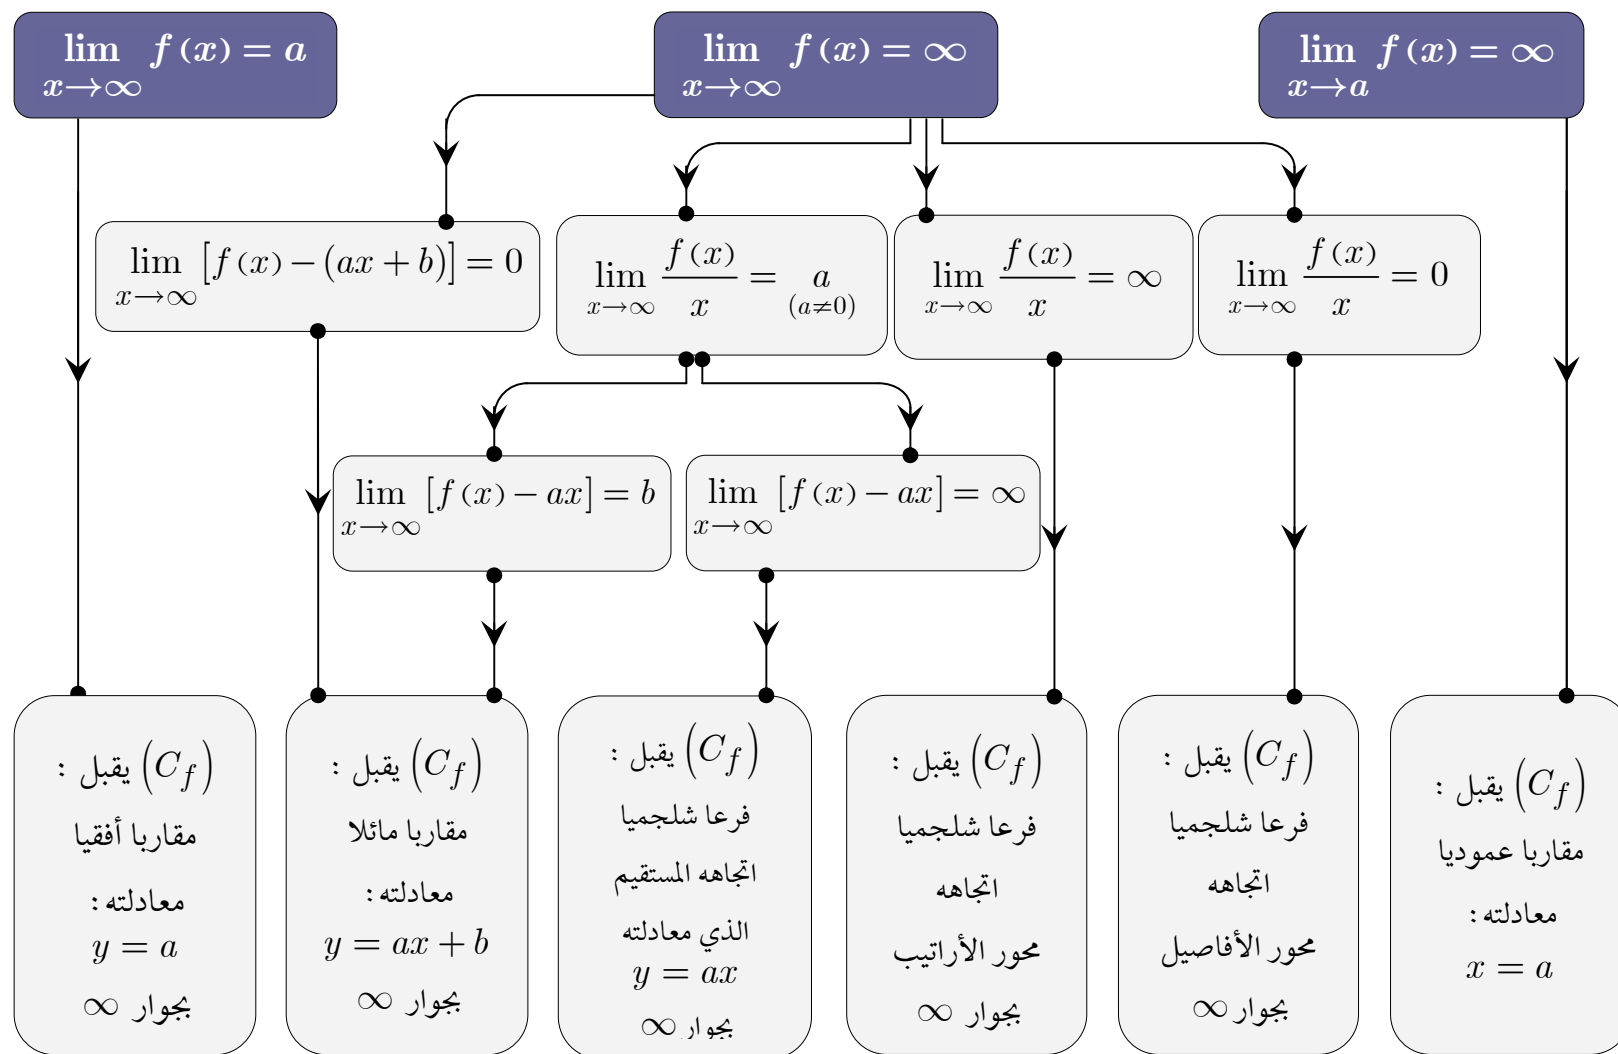 lim_{x→∞} f(x) = a
lim_{x→∞} f(x) = ∞
lim_{x→a} f(x) = ∞
lim_{x→∞} [f(x) − (ax + b)] = 0
lim_{x→∞} f(x)/x = a (a≠0)
lim_{x→∞} f(x)/x = ∞
lim_{x→∞} f(x)/x = 0
lim_{x→∞} [f(x) − ax] = b
lim_{x→∞} [f(x) − ax] = ∞
(C_f) يقبل :
مقاربا أفقيا
معادلته :
y = a
بجوار ∞
(C_f) يقبل :
مقاربا مائلا
معادلته :
y = ax + b
بجوار ∞
(C_f) يقبل :
فرعا شلجميا
اتجاهه المستقيم
الذي معادلته
y = ax
بجوار ∞
(C_f) يقبل :
فرعا شلجميا
اتجاهه
محور الأراتيب
بجوار ∞
(C_f) يقبل :
فرعا شلجميا
اتجاهه
محور الأفاصيل
بجوار ∞
(C_f) يقبل :
مقاربا عموديا
معادلته :
x = a